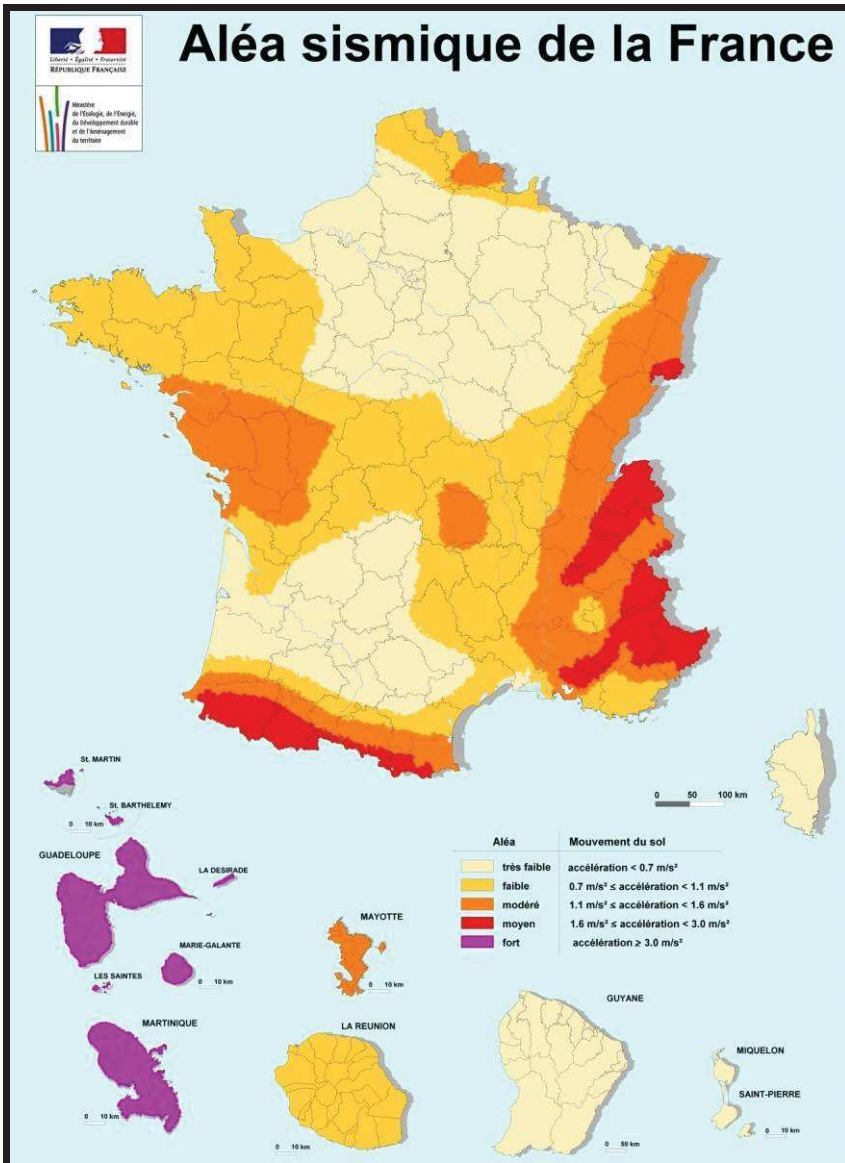 Aléa sismique de la France
Liberté • Égalité • Fraternité
RÉPUBLIQUE FRANÇAISE
Ministère
de l'Écologie, de l'Énergie,
du Développement durable
et de l'Aménagement
du territoire
St. MARTIN
0 10 km
St. BARTHELEMY
0 50 100 km
GUADELOUPE
LA DESIRADE
MARIE-GALANTE
0 10 km
LES SAINTES
MAYOTTE
0 10 km
Aléa Mouvement du sol
très faible accélération < 0.7 m/s²
faible 0.7 m/s² ≤ accélération < 1.1 m/s²
modéré 1.1 m/s² ≤ accélération < 1.6 m/s²
moyen 1.6 m/s² ≤ accélération < 3.0 m/s²
fort accélération ≥ 3.0 m/s²
MARTINIQUE
0 10 km
LA REUNION
0 10 km
GUYANE
0 50 km
MIQUELON
SAINT-PIERRE
0 10 km